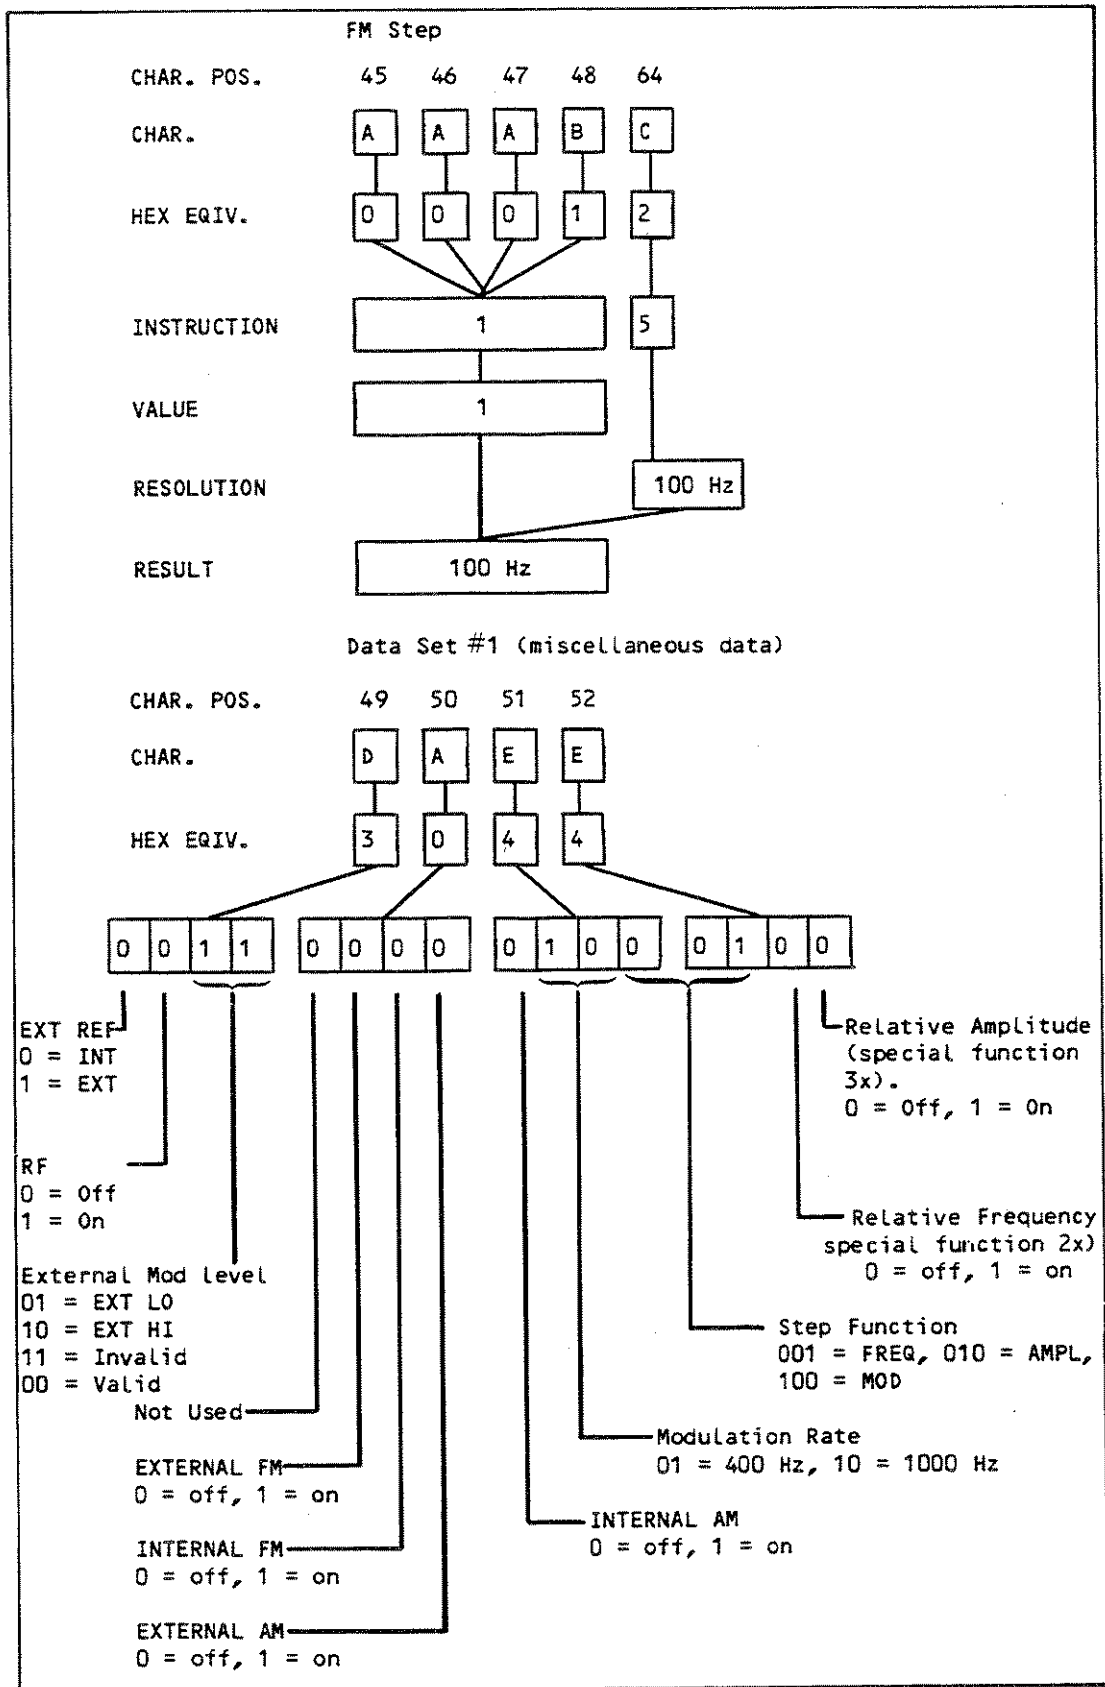 FM Step
CHAR. POS. 45 46 47 48 64
CHAR. A A A B C
HEX EQIV. 0 0 0 1 2
INSTRUCTION 1 5
VALUE 1
RESOLUTION 100 Hz
RESULT 100 Hz
Data Set #1 (miscellaneous data)
CHAR. POS. 49 50 51 52
CHAR. D A E E
HEX EQIV. 3 0 4 4
0 0 1 1 0 0 0 0 0 1 0 0 0 1 0 0
EXT REF
0 = INT
1 = EXT
RF
0 = Off
1 = On
External Mod Level
01 = EXT LO
10 = EXT HI
11 = Invalid
00 = Valid
Not Used
EXTERNAL FM
0 = off, 1 = on
INTERNAL FM
0 = off, 1 = on
EXTERNAL AM
0 = off, 1 = on
INTERNAL AM
0 = off, 1 = on
Modulation Rate
01 = 400 Hz, 10 = 1000 Hz
Step Function
001 = FREQ, 010 = AMPL,
100 = MOD
Relative Frequency
special function 2x)
0 = off, 1 = on
Relative Amplitude
(special function
3x).
0 = Off, 1 = On